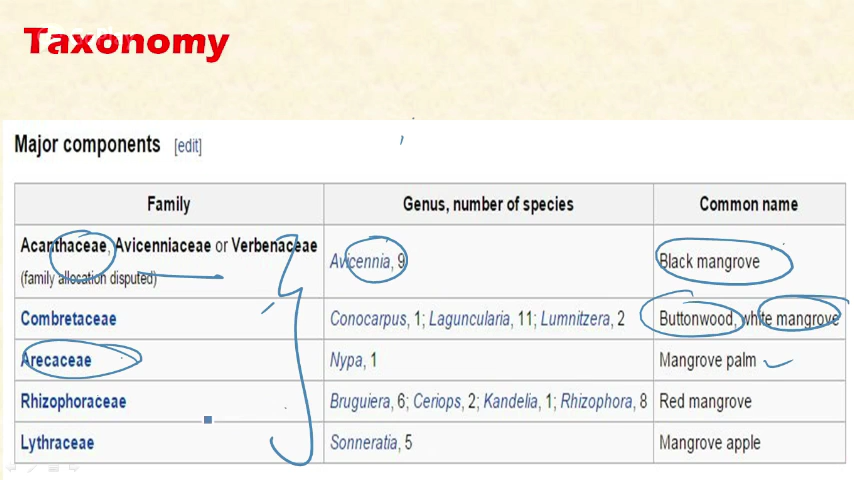 Taxonomy
Major components [edit]
Family Genus, number of species Common name
Acanthaceae, Avicenniaceae or Verbenaceae
(family allocation disputed)
Avicennia, 9 Black mangrove
Combretaceae Conocarpus, 1; Laguncularia, 11; Lumnitzera, 2 Buttonwood, white mangrove
Arecaceae Nypa, 1 Mangrove palm
Rhizophoraceae Bruguiera, 6; Ceriops, 2; Kandelia, 1; Rhizophora, 8 Red mangrove
Lythraceae Sonneratia, 5 Mangrove apple